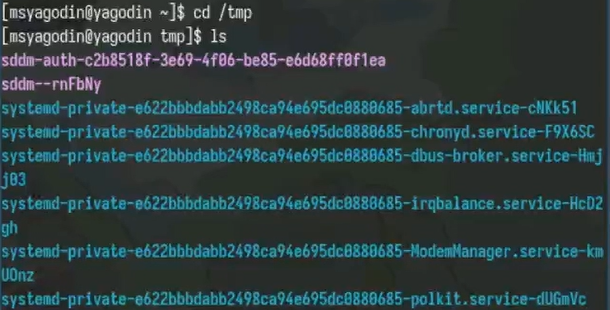 [msyagodin@yagodin ~]$ cd /tmp
[msyagodin@yagodin tmp]$ ls
sddm-auth-c2b8518f-3e69-4f06-be85-e6d68ff0f1ea
sddm--rnFbNy
systemd-private-e622bbbdabb2498ca94e695dc0880685-abrtd.service-cNKk51
systemd-private-e622bbbdabb2498ca94e695dc0880685-chronyd.service-F9X6SC
systemd-private-e622bbbdabb2498ca94e695dc0880685-dbus-broker.service-Hmj
j03
systemd-private-e622bbbdabb2498ca94e695dc0880685-irqbalance.service-HcD2
gh
systemd-private-e622bbbdabb2498ca94e695dc0880685-ModemManager.service-km
UOnz
systemd-private-e622bbbdabb2498ca94e695dc0880685-polkit.service-dUGmVc